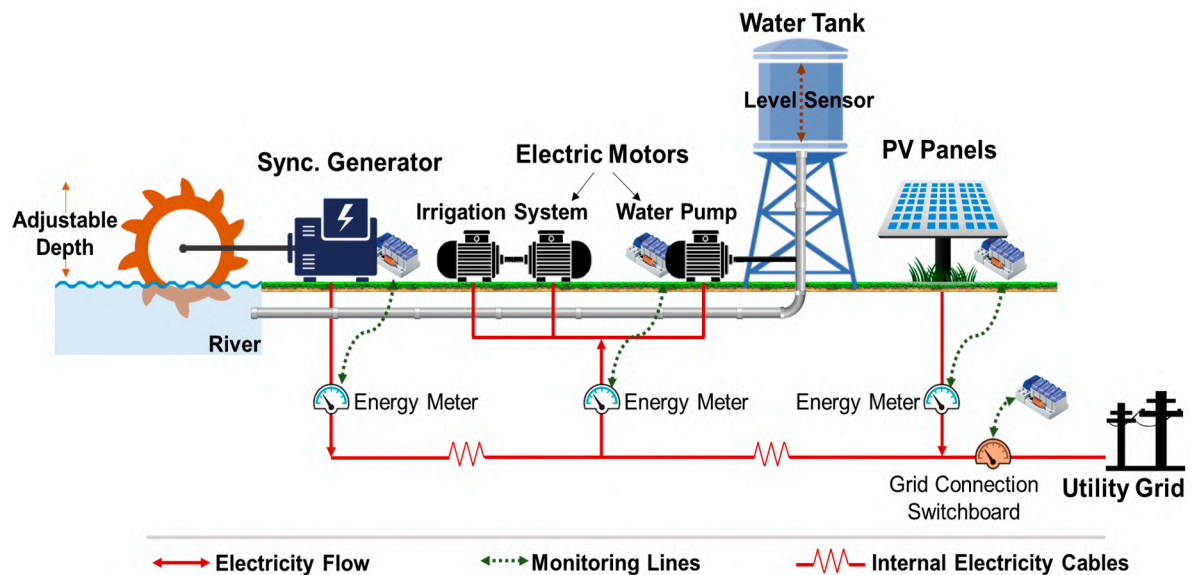 Water Tank
Level Sensor
Sync. Generator
Electric Motors
PV Panels
Adjustable
Depth
Irrigation System
Water Pump
River
Energy Meter
Energy Meter
Energy Meter
Grid Connection
Switchboard
Utility Grid
Electricity Flow
Monitoring Lines
Internal Electricity Cables